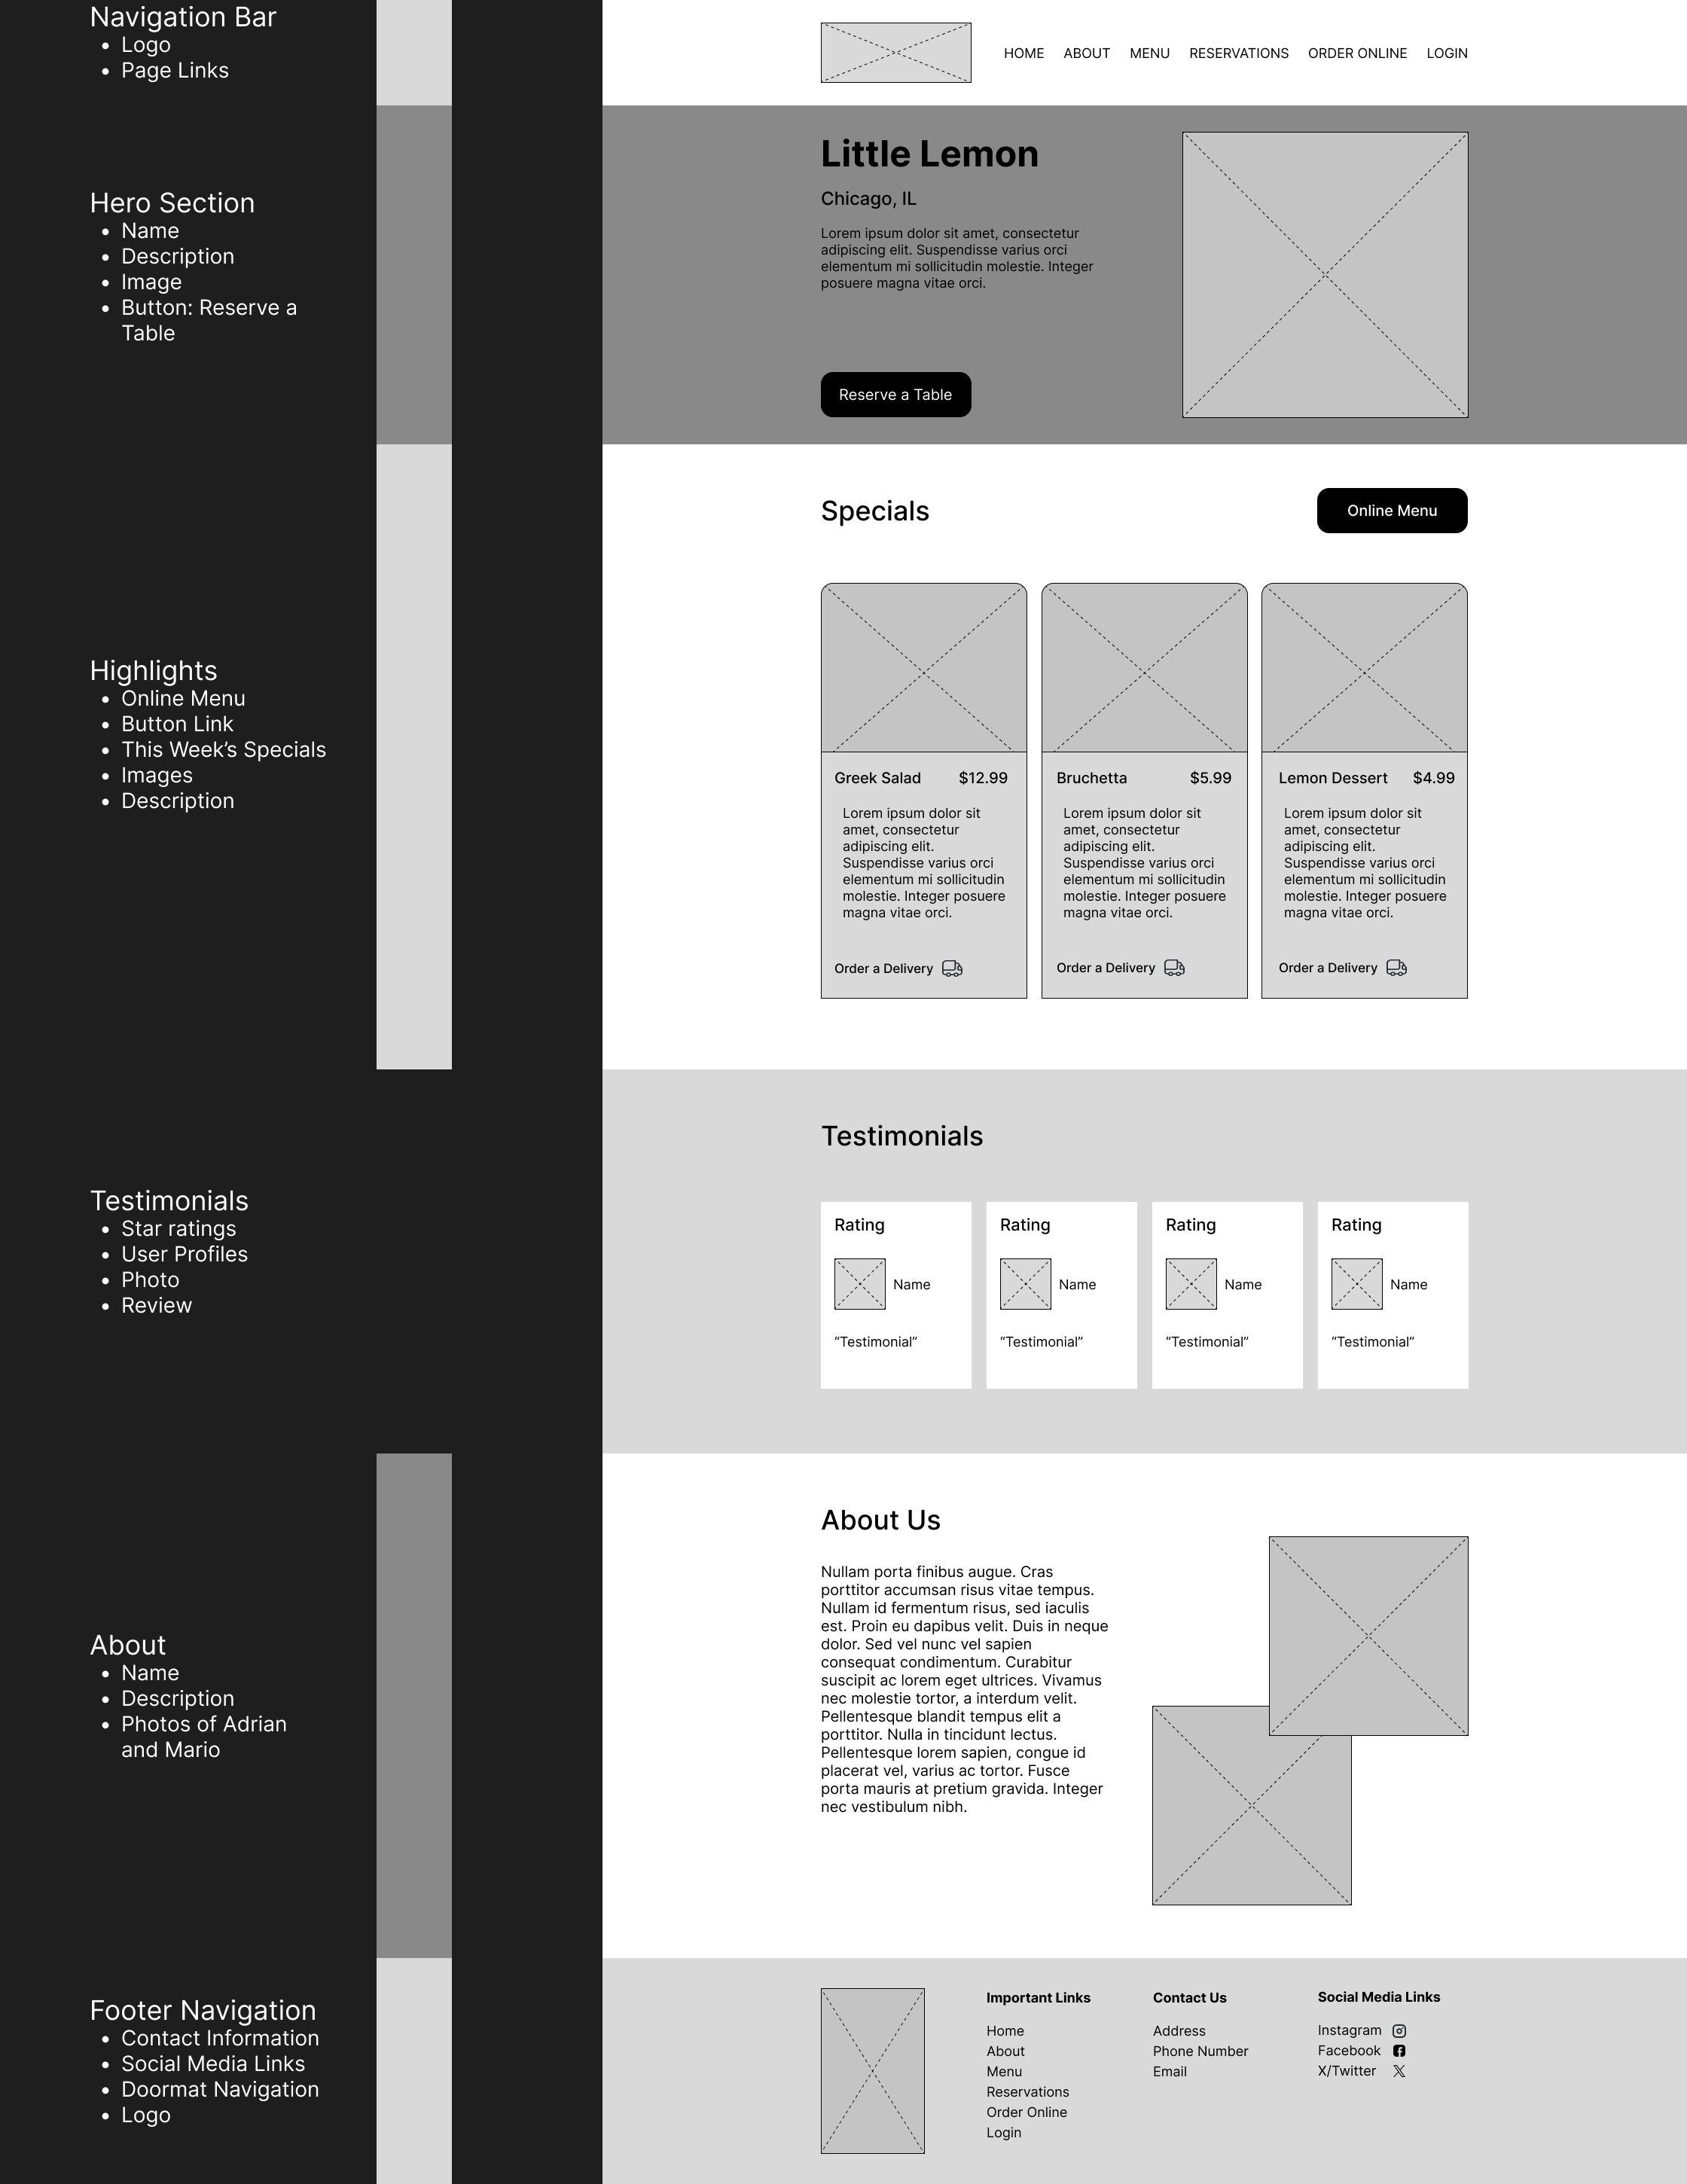 Navigation Bar
• Logo
• Page Links
Hero Section
• Name
• Description
• Image
• Button: Reserve a
Table
Highlights
• Online Menu
• Button Link
• This Week’s Specials
• Images
• Description
Testimonials
• Star ratings
• User Profiles
• Photo
• Review
About
• Name
• Description
• Photos of Adrian
and Mario
Footer Navigation
• Contact Information
• Social Media Links
• Doormat Navigation
• Logo
HOME ABOUT MENU RESERVATIONS ORDER ONLINE LOGIN
Little Lemon
Chicago, IL
Lorem ipsum dolor sit amet, consectetur
adipiscing elit. Suspendisse varius orci
elementum mi sollicitudin molestie. Integer
posuere magna vitae orci.
Reserve a Table
Specials
Online Menu
Greek Salad $12.99
Lorem ipsum dolor sit
amet, consectetur
adipiscing elit.
Suspendisse varius orci
elementum mi sollicitudin
molestie. Integer posuere
magna vitae orci.
Order a Delivery
Bruchetta $5.99
Lorem ipsum dolor sit
amet, consectetur
adipiscing elit.
Suspendisse varius orci
elementum mi sollicitudin
molestie. Integer posuere
magna vitae orci.
Order a Delivery
Lemon Dessert $4.99
Lorem ipsum dolor sit
amet, consectetur
adipiscing elit.
Suspendisse varius orci
elementum mi sollicitudin
molestie. Integer posuere
magna vitae orci.
Order a Delivery
Testimonials
Rating
Name
“Testimonial”
Rating
Name
“Testimonial”
Rating
Name
“Testimonial”
Rating
Name
“Testimonial”
About Us
Nullam porta finibus augue. Cras
porttitor accumsan risus vitae tempus.
Nullam id fermentum risus, sed iaculis
est. Proin eu dapibus velit. Duis in neque
dolor. Sed vel nunc vel sapien
consequat condimentum. Curabitur
suscipit ac lorem eget ultrices. Vivamus
nec molestie tortor, a interdum velit.
Pellentesque blandit tempus elit a
porttitor. Nulla in tincidunt lectus.
Pellentesque lorem sapien, congue id
placerat vel, varius ac tortor. Fusce
porta mauris at pretium gravida. Integer
nec vestibulum nibh.
Important Links
Home
About
Menu
Reservations
Order Online
Login
Contact Us
Address
Phone Number
Email
Social Media Links
Instagram
Facebook
X/Twitter